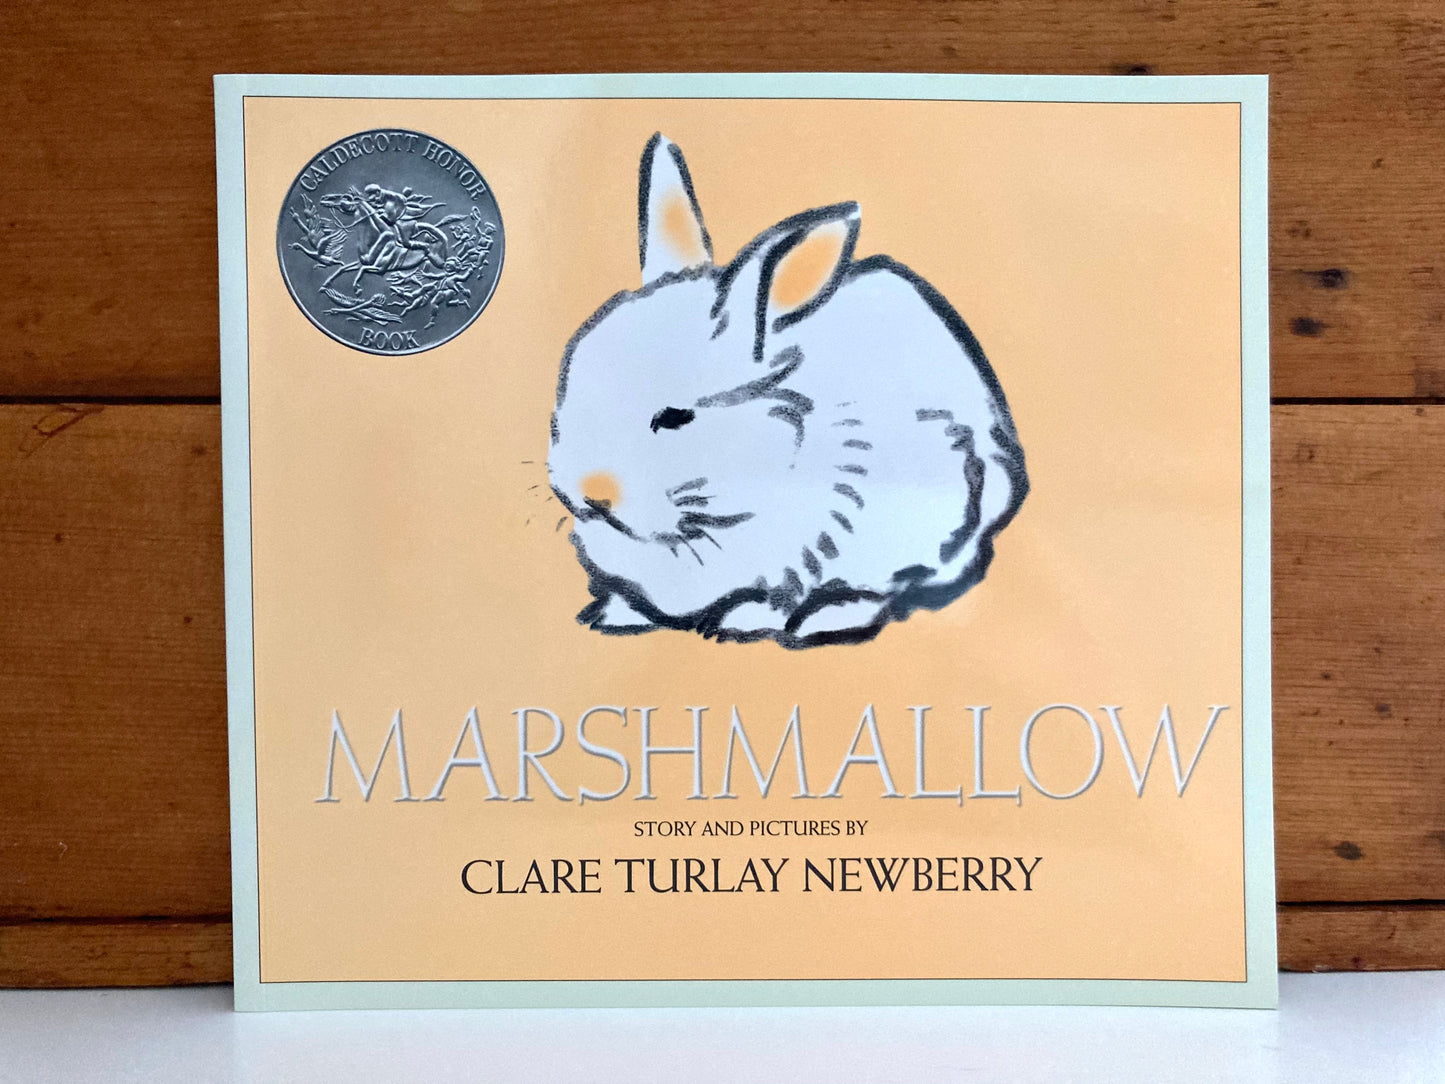 CALDECOTT HONOR
BOOK
MARSHMALLOW
STORY AND PICTURES BY
CLARE TURLAY NEWBERRY